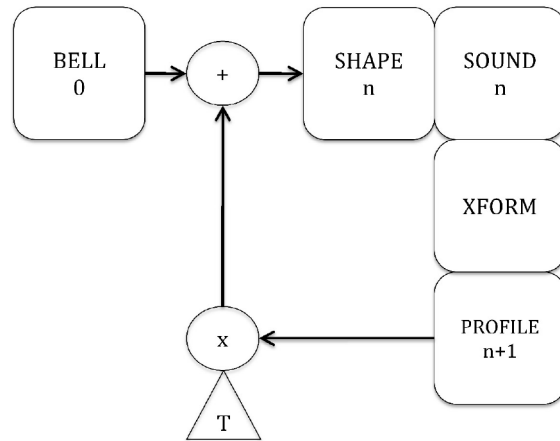 BELL
0
+
SHAPE
n
SOUND
n
XFORM
PROFILE
n+1
x
T